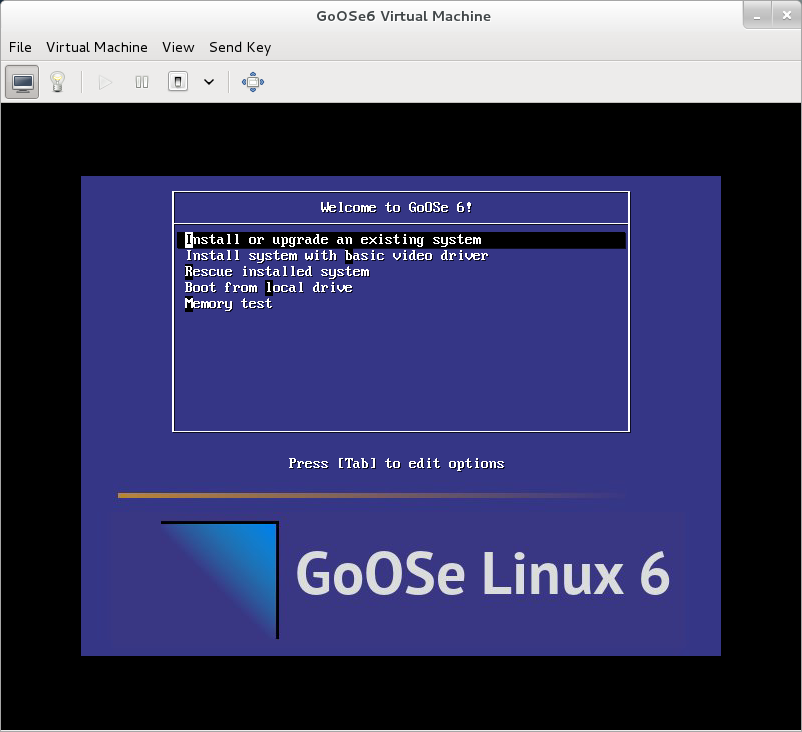 GoOSe6 Virtual Machine
File Virtual Machine View Send Key
Welcome to GoOSe 6!
Install or upgrade an existing system
Install system with basic video driver
Rescue installed system
Boot from local drive
Memory test
Press [Tab] to edit options
GoOSe Linux 6